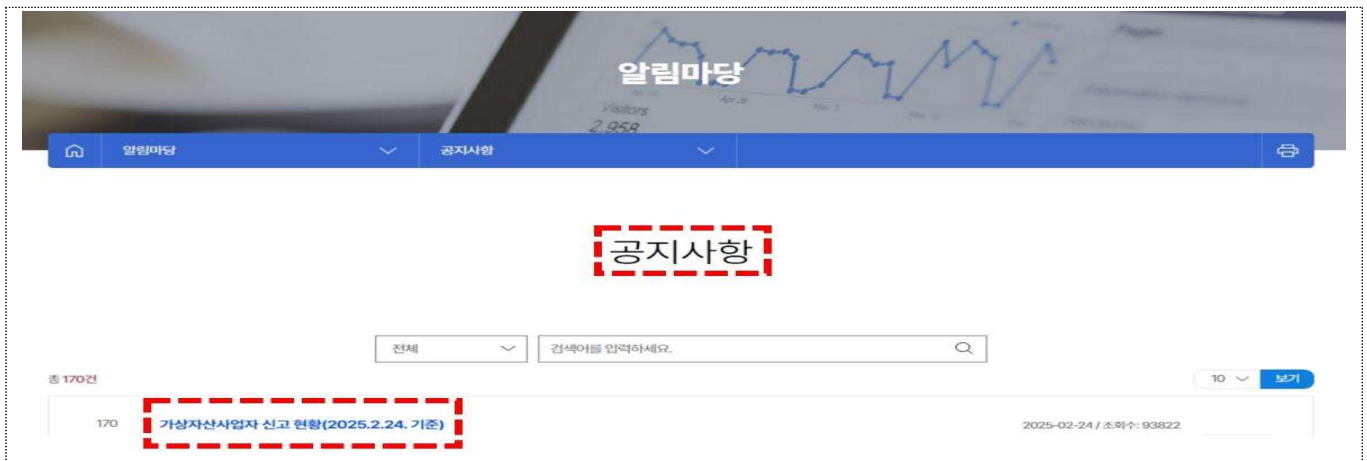 알림마당
Visitors
2,958
알림마당 공지사항
공지사항
전체 검색어를 입력하세요.
총 170건 10 보기
170 가상자산사업자 신고 현황(2025.2.24. 기준) 2025-02-24 / 조회수: 93822